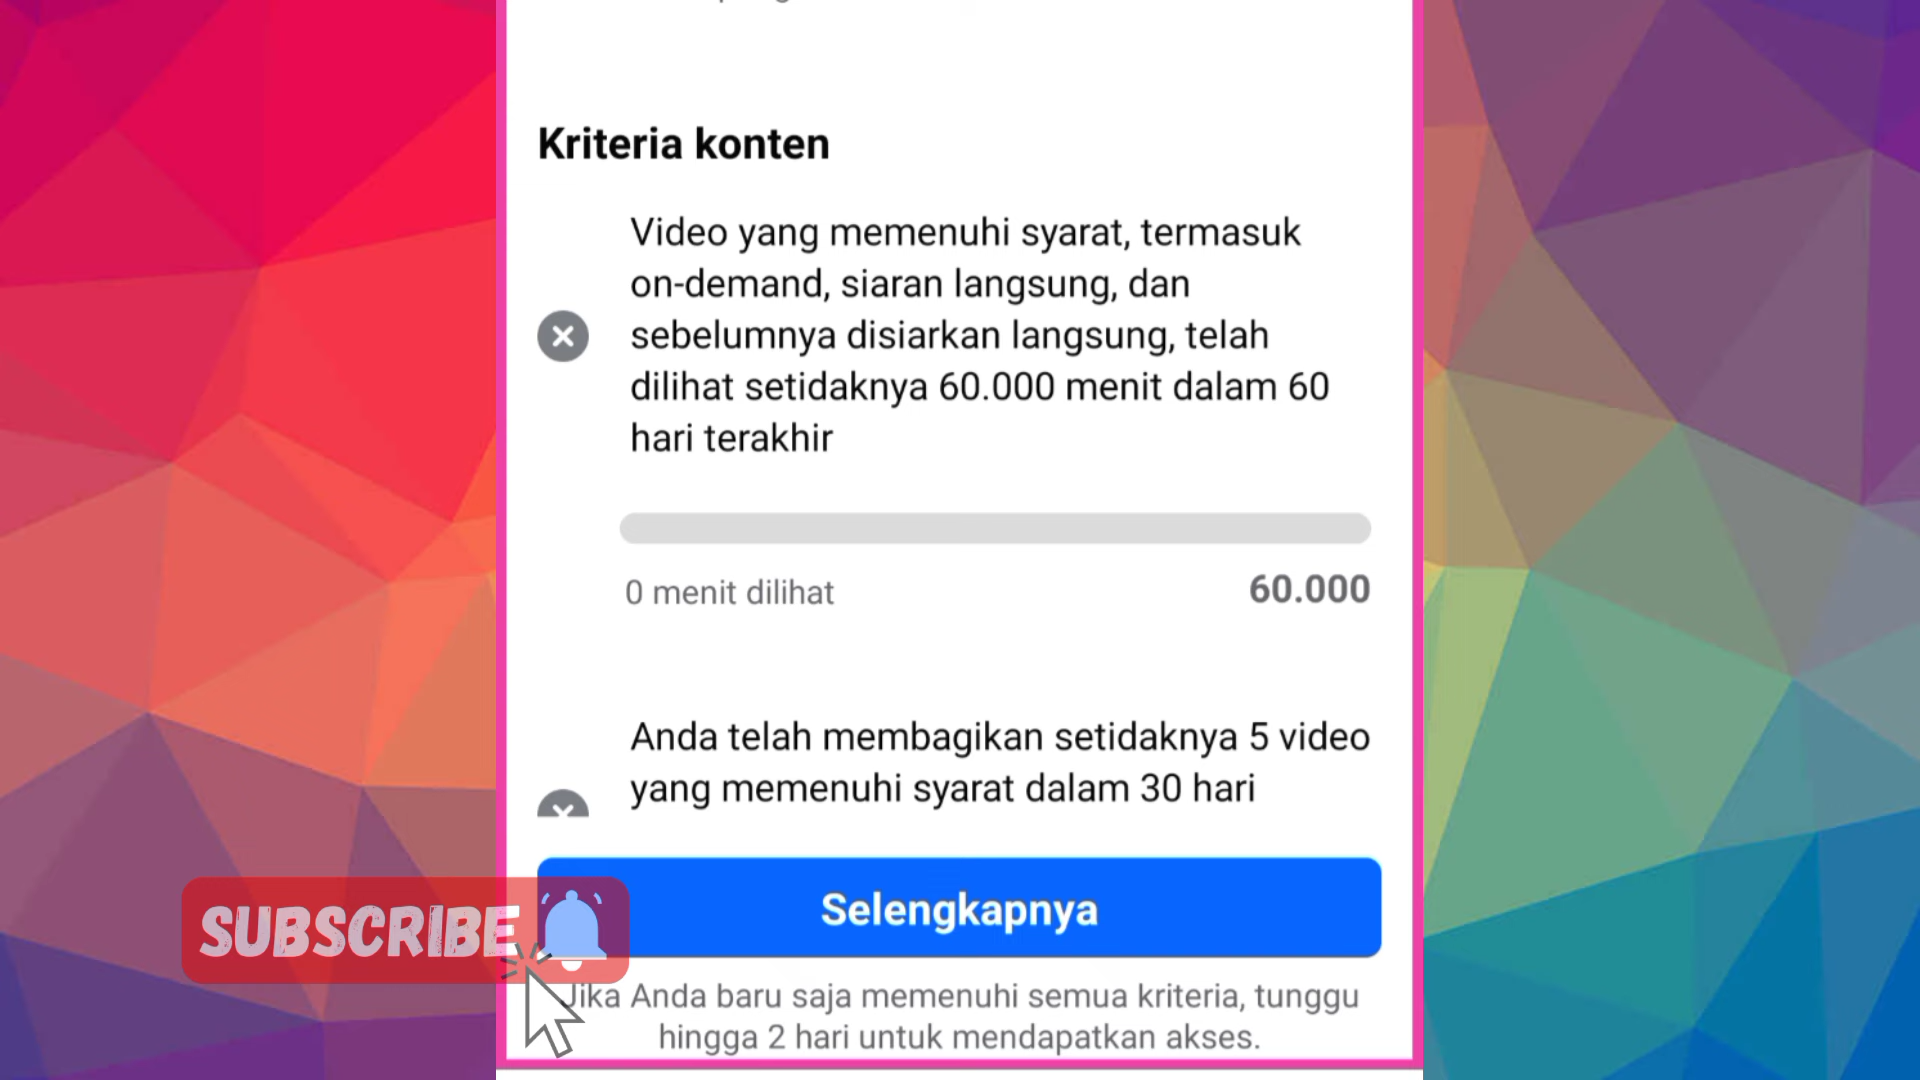 Kriteria konten
Video yang memenuhi syarat, termasuk
on-demand, siaran langsung, dan
sebelumnya disiarkan langsung, telah
dilihat setidaknya 60.000 menit dalam 60
hari terakhir
0 menit dilihat
60.000
Anda telah membagikan setidaknya 5 video
yang memenuhi syarat dalam 30 hari
Selengkapnya
SUBSCRIBE
Jika Anda baru saja memenuhi semua kriteria, tunggu
hingga 2 hari untuk mendapatkan akses.